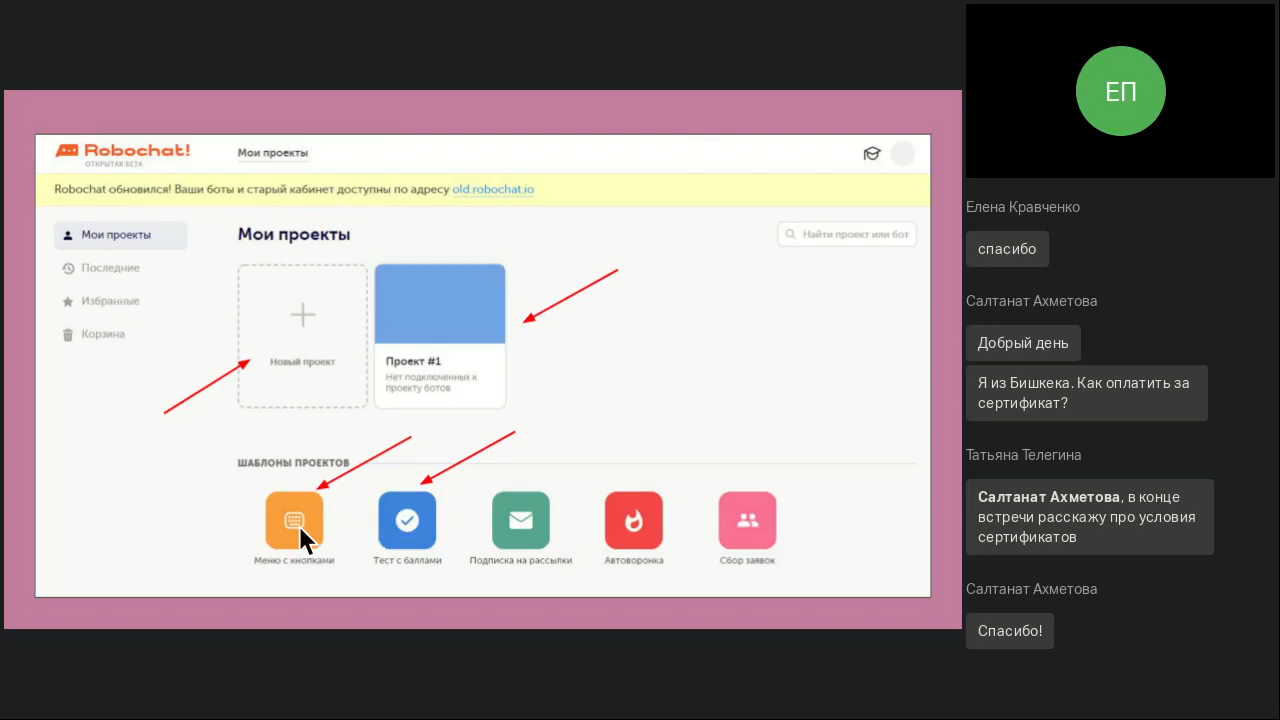 Robochat!
ОТКРЫТАЯ БЕТА
Мои проекты
Robochat обновился! Ваши боты и старый кабинет доступны по адресу old.robochat.io
Мои проекты
Последние
Избранные
Корзина
Мои проекты
Найти проект или бот
Новый проект
Проект #1
Нет подключенных к
проекту ботов
ШАБЛОНЫ ПРОЕКТОВ
Меню с кнопками
Тест с баллами
Подписка на рассылки
Автоворонка
Сбор заявок
ЕП
Елена Кравченко
спасибо
Салтанат Ахметова
Добрый день
Я из Бишкека. Как оплатить за
сертификат?
Татьяна Телегина
Салтанат Ахметова, в конце
встречи расскажу про условия
сертификатов
Салтанат Ахметова
Спасибо!